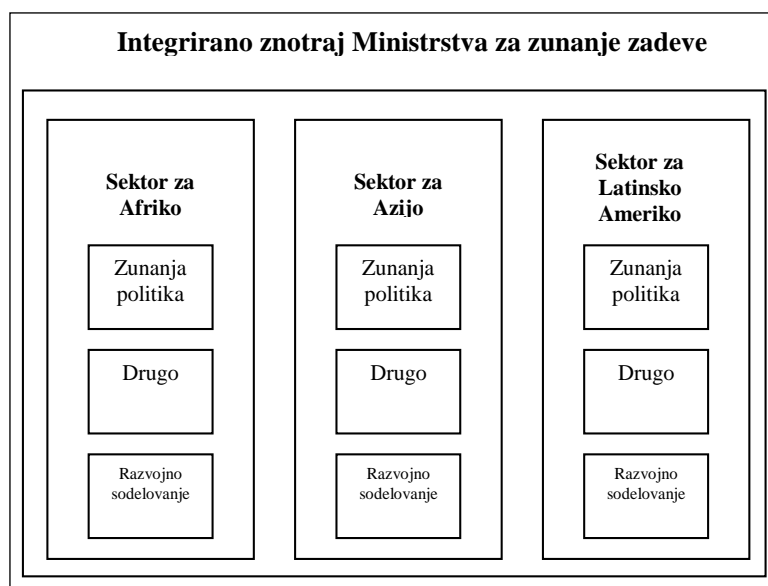 Integrirano znotraj Ministrstva za zunanje zadeve
Sektor za
Afriko
Zunanja
politika
Drugo
Razvojno
sodelovanje
Sektor za
Azijo
Zunanja
politika
Drugo
Razvojno
sodelovanje
Sektor za
Latinsko
Ameriko
Zunanja
politika
Drugo
Razvojno
sodelovanje